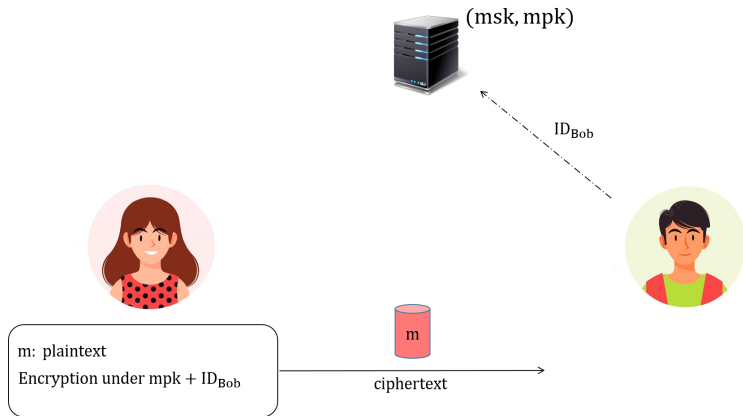 (msk, mpk)
ID_Bob
m
m: plaintext
Encryption under mpk + ID_Bob
ciphertext